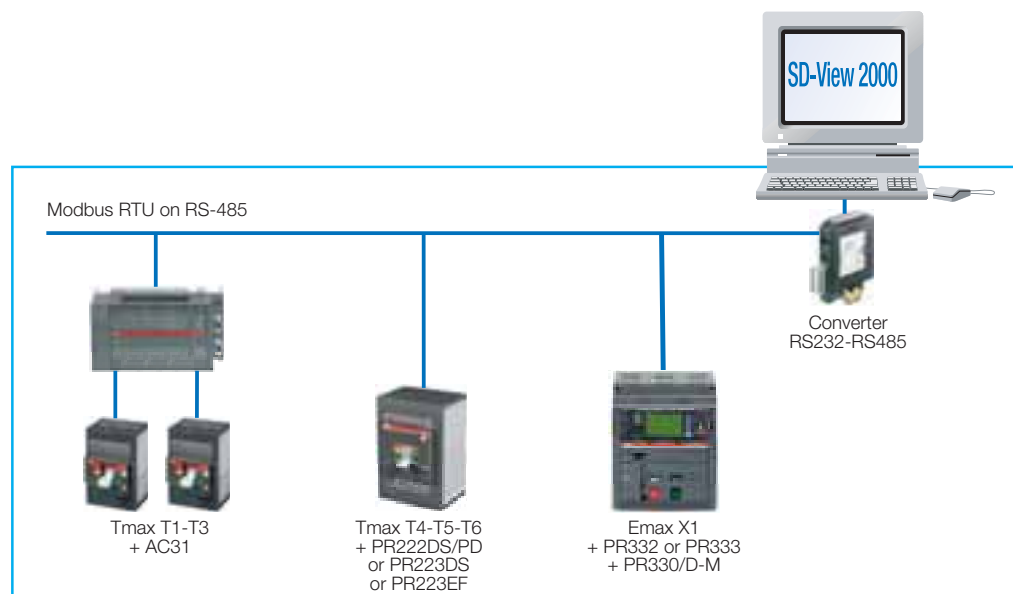 SD-View 2000
Modbus RTU on RS-485
Converter
RS232-RS485
Tmax T1-T3
+ AC31
Tmax T4-T5-T6
+ PR222DS/PD
or PR223DS
or PR223EF
Emax X1
+ PR332 or PR333
+ PR330/D-M